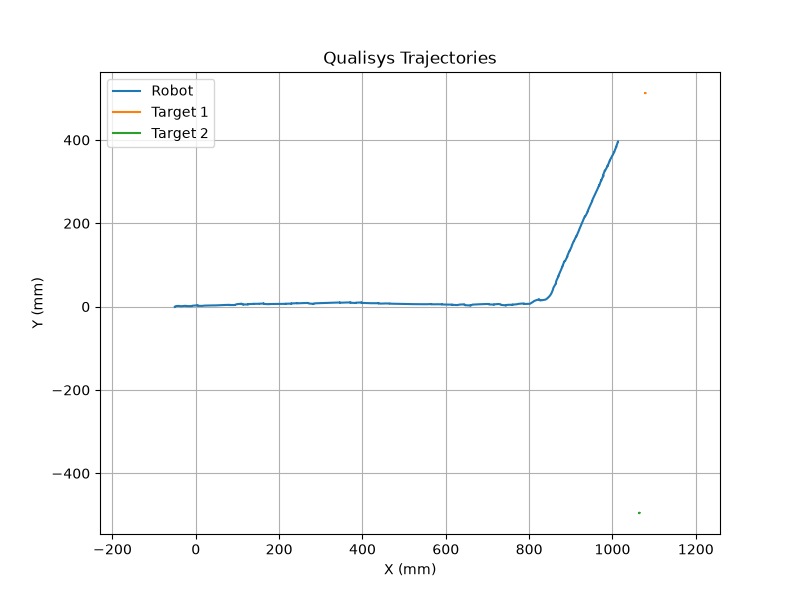 Qualisys Trajectories
Robot
Target 1
Target 2
400
200
0
−200
−400
Y (mm)
−200 0 200 400 600 800 1000 1200
X (mm)